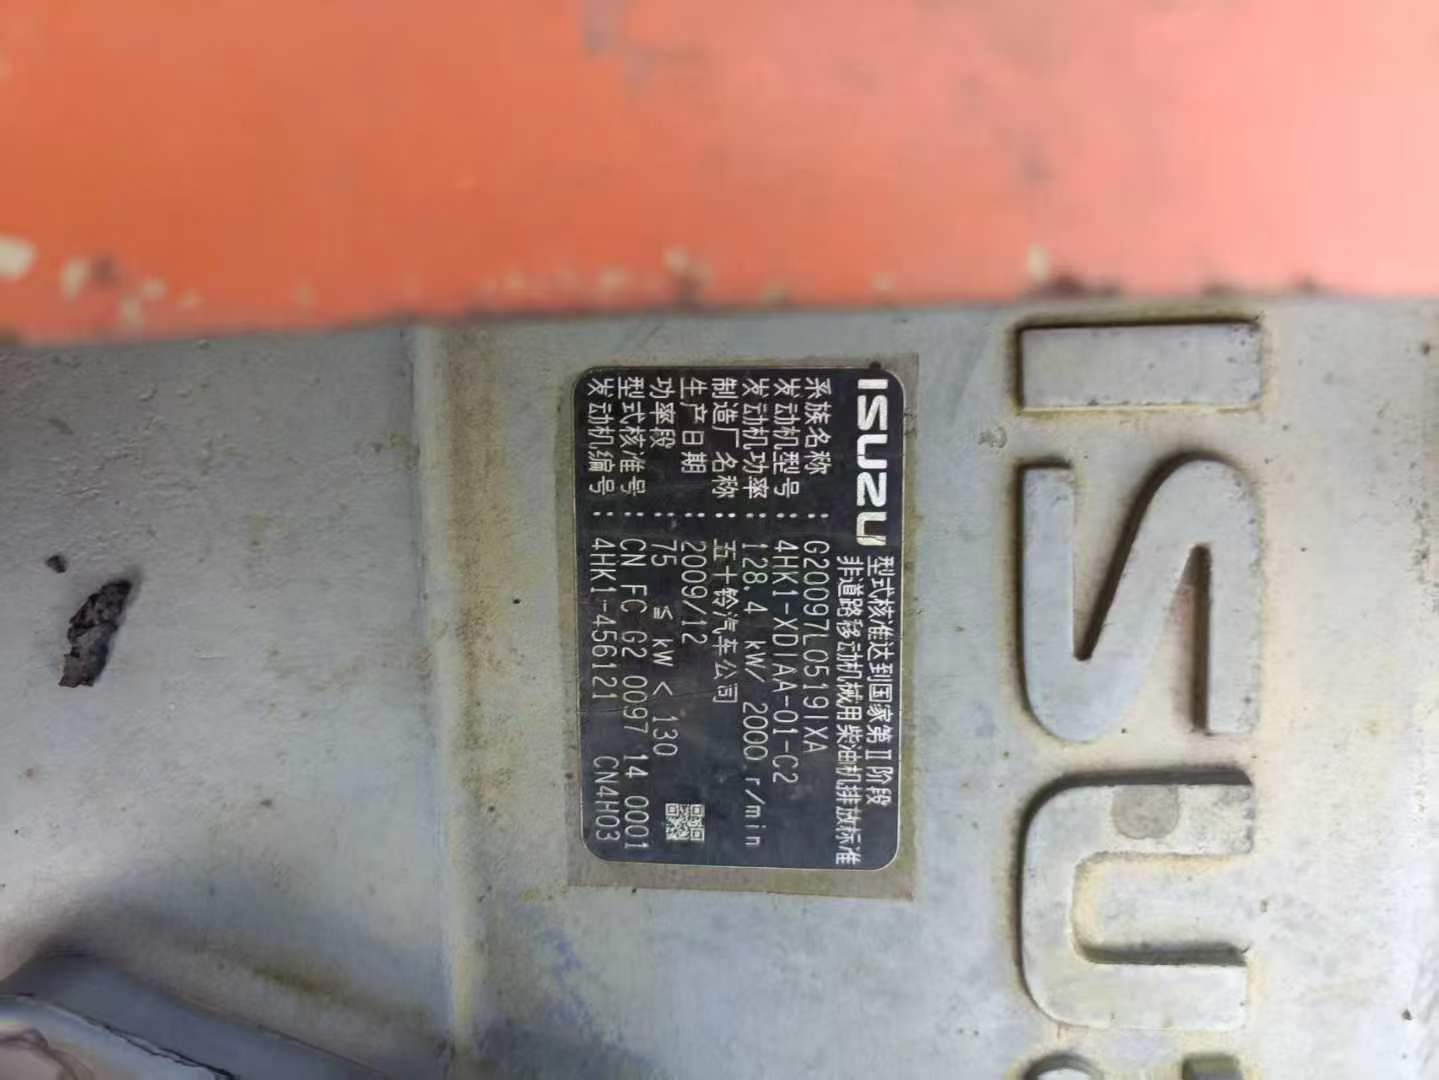 ISUZU
型式核准达到国家第Ⅱ阶段
非道路移动机械用柴油机排放标准
系族名称 : G20097L0519IXA
发动机型号 : 4HK1-XDIAA-01-C2
发动机功率 : 128.4 kW/ 2000 r/min
制造厂名称 : 五十铃汽车公司
生产日期 : 2009/12
功率段 : 75 ≤ kW < 130
型式核准号 : CN FC G2 0097 14 0001
发动机编号 : 4HK1-456121 CN4H03
ISU